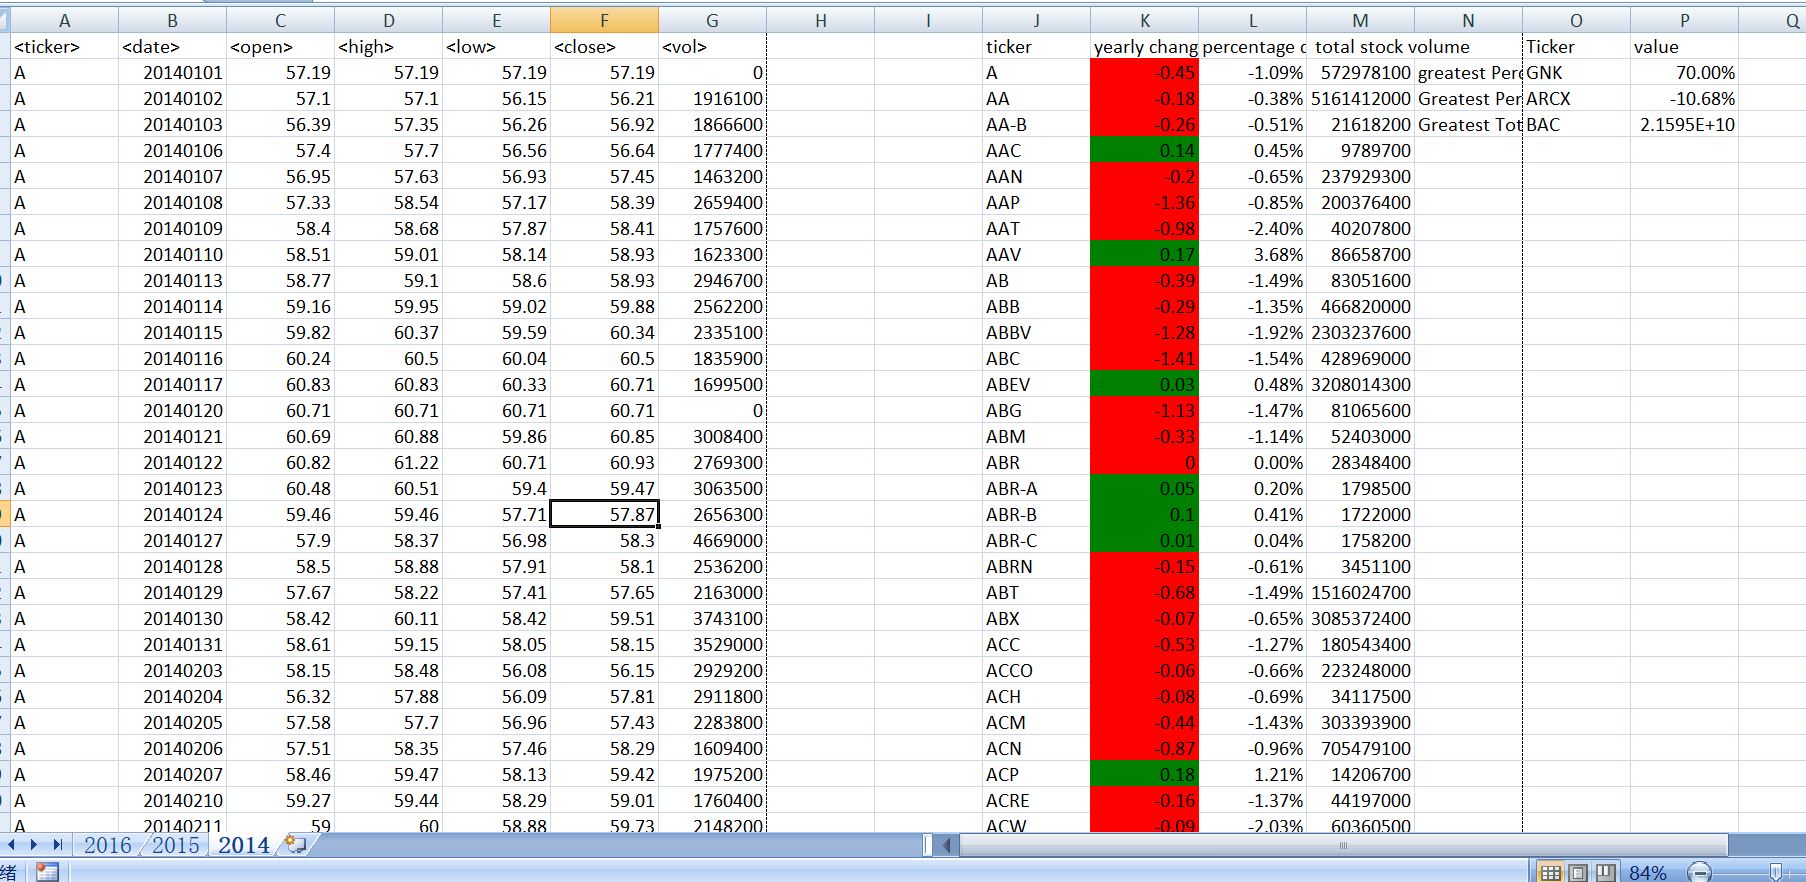 A B C D E F G H I J K L M N O P Q
<ticker> <date> <open> <high> <low> <close> <vol> ticker yearly chang percentage c total stock volume Ticker value
A 20140101 57.19 57.19 57.19 57.19 0 A -0.45 -1.09% 572978100 greatest Perc GNK 70.00%
A 20140102 57.1 57.1 56.15 56.21 1916100 AA -0.18 -0.38% 5161412000 Greatest Per ARCX -10.68%
A 20140103 56.39 57.35 56.26 56.92 1866600 AA-B -0.26 -0.51% 21618200 Greatest Tot BAC 2.1595E+10
A 20140106 57.4 57.7 56.56 56.64 1777400 AAC 0.14 0.45% 9789700
A 20140107 56.95 57.63 56.93 57.45 1463200 AAN -0.2 -0.65% 237929300
A 20140108 57.33 58.54 57.17 58.39 2659400 AAP -1.36 -0.85% 200376400
A 20140109 58.4 58.68 57.87 58.41 1757600 AAT -0.98 -2.40% 40207800
A 20140110 58.51 59.01 58.14 58.93 1623300 AAV 0.17 3.68% 86658700
A 20140113 58.77 59.1 58.6 58.93 2946700 AB -0.39 -1.49% 83051600
A 20140114 59.16 59.95 59.02 59.88 2562200 ABB -0.29 -1.35% 466820000
A 20140115 59.82 60.37 59.59 60.34 2335100 ABBV -1.28 -1.92% 2303237600
A 20140116 60.24 60.5 60.04 60.5 1835900 ABC -1.41 -1.54% 428969000
A 20140117 60.83 60.83 60.33 60.71 1699500 ABEV 0.03 0.48% 3208014300
A 20140120 60.71 60.71 60.71 60.71 0 ABG -1.13 -1.47% 81065600
A 20140121 60.69 60.88 59.86 60.85 3008400 ABM -0.33 -1.14% 52403000
A 20140122 60.82 61.22 60.71 60.93 2769300 ABR 0 0.00% 28348400
A 20140123 60.48 60.51 59.4 59.47 3063500 ABR-A 0.05 0.20% 1798500
A 20140124 59.46 59.46 57.71 57.87 2656300 ABR-B 0.1 0.41% 1722000
A 20140127 57.9 58.37 56.98 58.3 4669000 ABR-C 0.01 0.04% 1758200
A 20140128 58.5 58.88 57.91 58.1 2536200 ABRN -0.15 -0.61% 3451100
A 20140129 57.67 58.22 57.41 57.65 2163000 ABT -0.68 -1.49% 1516024700
A 20140130 58.42 60.11 58.42 59.51 3743100 ABX -0.07 -0.65% 3085372400
A 20140131 58.61 59.15 58.05 58.15 3529000 ACC -0.53 -1.27% 180543400
A 20140203 58.15 58.48 56.08 56.15 2929200 ACCO -0.06 -0.66% 223248000
A 20140204 56.32 57.88 56.09 57.81 2911800 ACH -0.08 -0.69% 34117500
A 20140205 57.58 57.7 56.96 57.43 2283800 ACM -0.44 -1.43% 303393900
A 20140206 57.51 58.35 57.46 58.29 1609400 ACN -0.87 -0.96% 705479100
A 20140207 58.46 59.47 58.13 59.42 1975200 ACP 0.18 1.21% 14206700
A 20140210 59.27 59.44 58.29 59.01 1760400 ACRE -0.16 -1.37% 44197000
A 20140211 59 60 58.88 59.73 2148200 ACW -0.09 -2.03% 60360500
2016 2015 2014
绪 84%